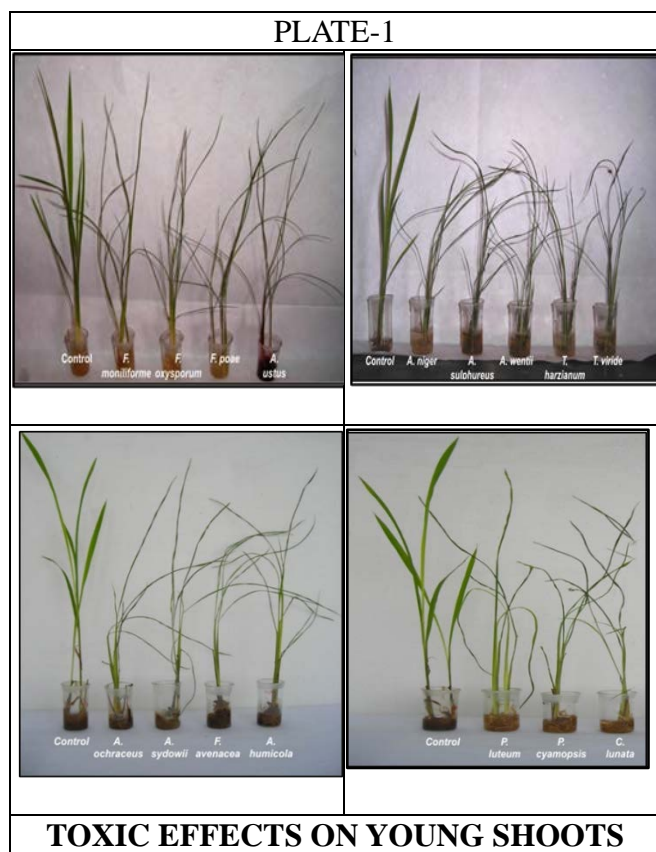 PLATE-1
Control F. F. F. poae A.
moniliforme oxysporum ustus
Control A. niger A. A. wentii T. T. viride
sulohureus harzianum
Control A. A. F. A.
ochraceus sydowii avenacea humicola
Control P. P. C.
luteum cyamopsis lunata
TOXIC EFFECTS ON YOUNG SHOOTS